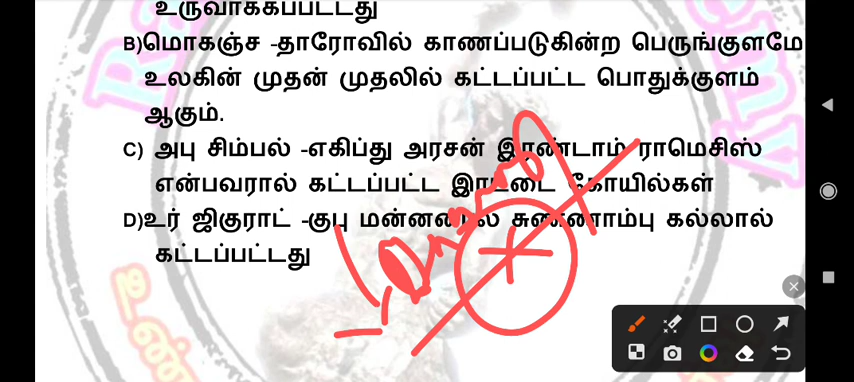 உருவாக்கப்பட்டது
B)மொகஞ்ச -தாரோவில் காணப்படுகின்ற பெருங்குளமே
உலகின் முதன் முதலில் கட்டப்பட்ட பொதுக்குளம்
ஆகும்.
C) அபு சிம்பல் -எகிப்து அரசன் இரண்டாம் ராமெசிஸ்
என்பவரால் கட்டப்பட்ட இரட்டை கோயில்கள்
D)உர் ஜிகுராட் -குபு மன்னனால் சுண்ணாம்பு கல்லால்
கட்டப்பட்டது